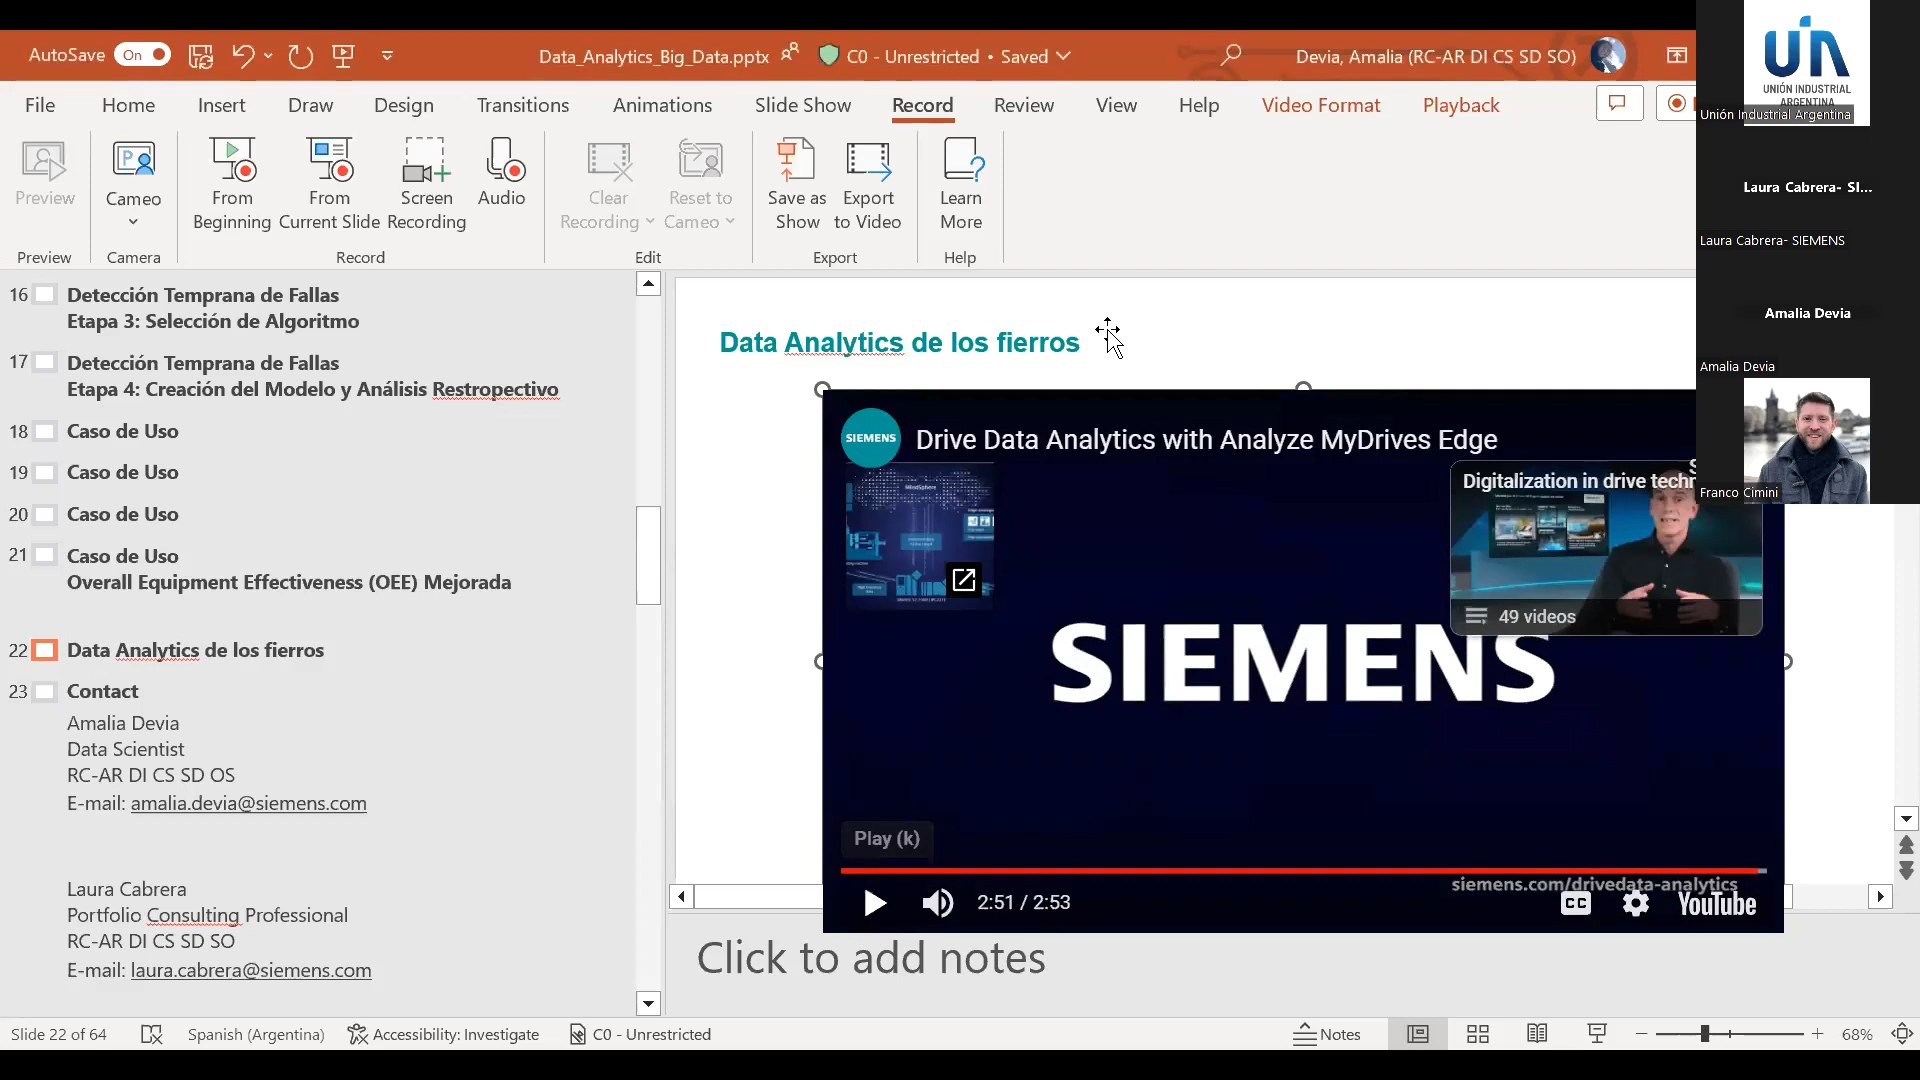 AutoSave On
Data_Analytics_Big_Data.pptx
C0 - Unrestricted • Saved
Devia, Amalia (RC-AR DI CS SD SO)
File Home Insert Draw Design Transitions Animations Slide Show Record Review View Help Video Format Playback
Preview
Cameo
From Beginning
From Current Slide
Screen Recording
Audio
Clear Recording
Reset to Cameo
Save as Show
Export to Video
Learn More
Preview Camera Record Edit Export Help
16 Detección Temprana de Fallas
Etapa 3: Selección de Algoritmo
17 Detección Temprana de Fallas
Etapa 4: Creación del Modelo y Análisis Restropectivo
18 Caso de Uso
19 Caso de Uso
20 Caso de Uso
21 Caso de Uso
Overall Equipment Effectiveness (OEE) Mejorada
22 Data Analytics de los fierros
23 Contact
Amalia Devia
Data Scientist
RC-AR DI CS SD OS
E-mail: amalia.devia@siemens.com
Laura Cabrera
Portfolio Consulting Professional
RC-AR DI CS SD SO
E-mail: laura.cabrera@siemens.com
Data Analytics de los fierros
SIEMENS
Drive Data Analytics with Analyze MyDrives Edge
MindSphere
Digitalization in drive techn
49 videos
SIEMENS
Play (k)
siemens.com/drivedata-analytics
2:51 / 2:53
CC
YouTube
Click to add notes
UIA
UNIÓN INDUSTRIAL
ARGENTINA
Unión Industrial Argentina
Laura Cabrera- SI...
Laura Cabrera- SIEMENS
Amalia Devia
Amalia Devia
Franco Cimini
Slide 22 of 64
Spanish (Argentina)
Accessibility: Investigate
C0 - Unrestricted
Notes
68%